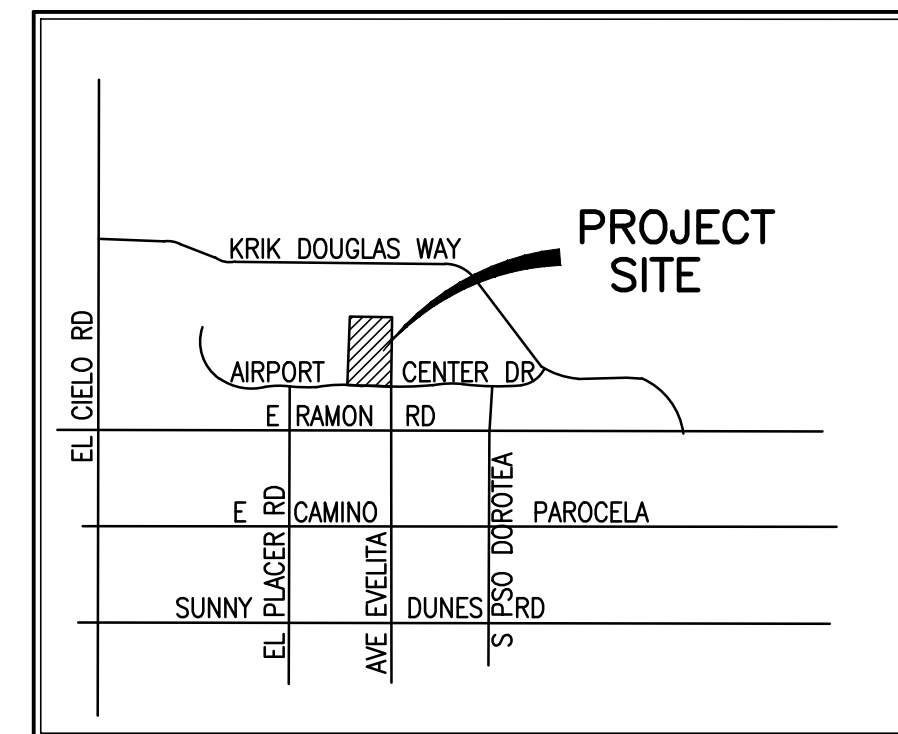 PROJECT
SITE
KRIK DOUGLAS WAY
EL CIELO RD
AIRPORT CENTER DR
E RAMON RD
E CAMINO PAROCELA
SUNNY DUNES RD
EL PLACER RD
AVE EVELITA
S PSO DOROTEA